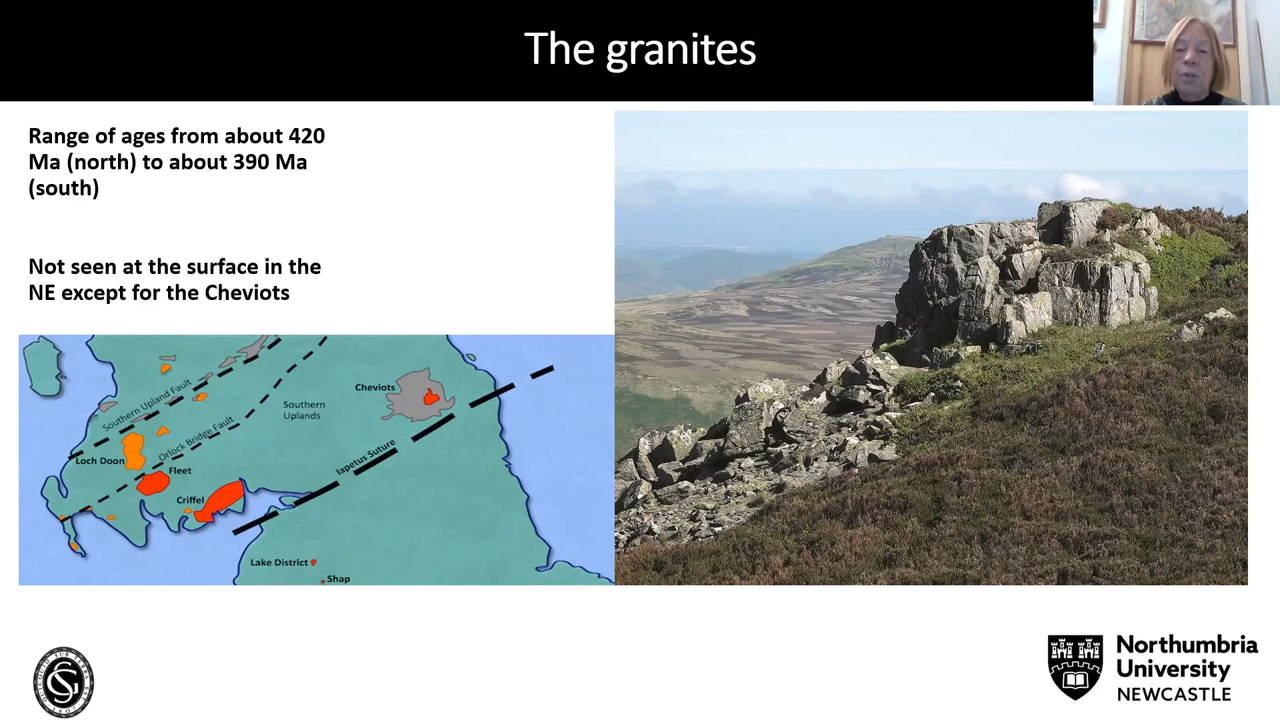 The granites
Range of ages from about 420
Ma (north) to about 390 Ma
(south)
Not seen at the surface in the
NE except for the Cheviots
Southern Upland Fault
Orlock Bridge Fault
Southern
Uplands
Cheviots
Iapetus Suture
Loch Doon
Fleet
Criffel
Lake District
Shap
GS
Northumbria
University
NEWCASTLE